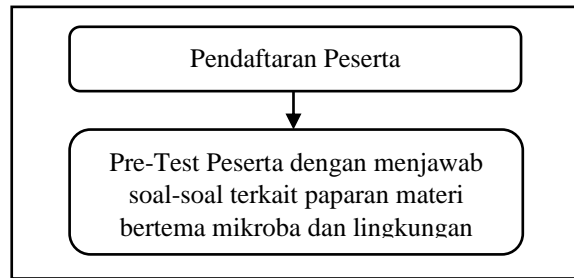 Pendaftaran Peserta
Pre-Test Peserta dengan menjawab
soal-soal terkait paparan materi
bertema mikroba dan lingkungan